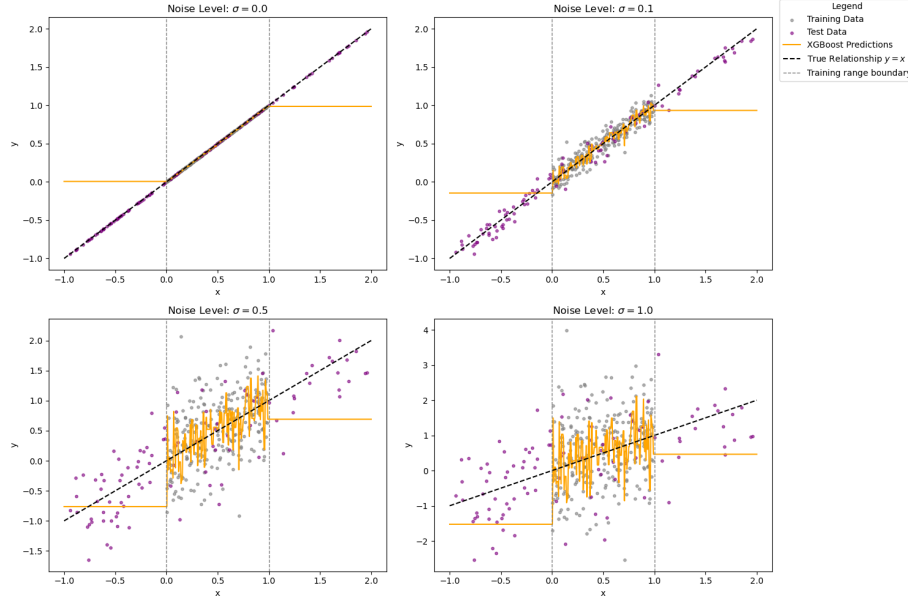 Noise Level: σ = 0.0
2.0
1.5
1.0
0.5
0.0
−0.5
−1.0
y
−1.0 −0.5 0.0 0.5 1.0 1.5 2.0
x
Noise Level: σ = 0.1
2.0
1.5
1.0
0.5
0.0
−0.5
−1.0
y
−1.0 −0.5 0.0 0.5 1.0 1.5 2.0
x
Legend
Training Data
Test Data
XGBoost Predictions
True Relationship y = x
Training range boundary
Noise Level: σ = 0.5
2.0
1.5
1.0
0.5
0.0
−0.5
−1.0
−1.5
y
−1.0 −0.5 0.0 0.5 1.0 1.5 2.0
x
Noise Level: σ = 1.0
4
3
2
1
0
−1
−2
y
−1.0 −0.5 0.0 0.5 1.0 1.5 2.0
x